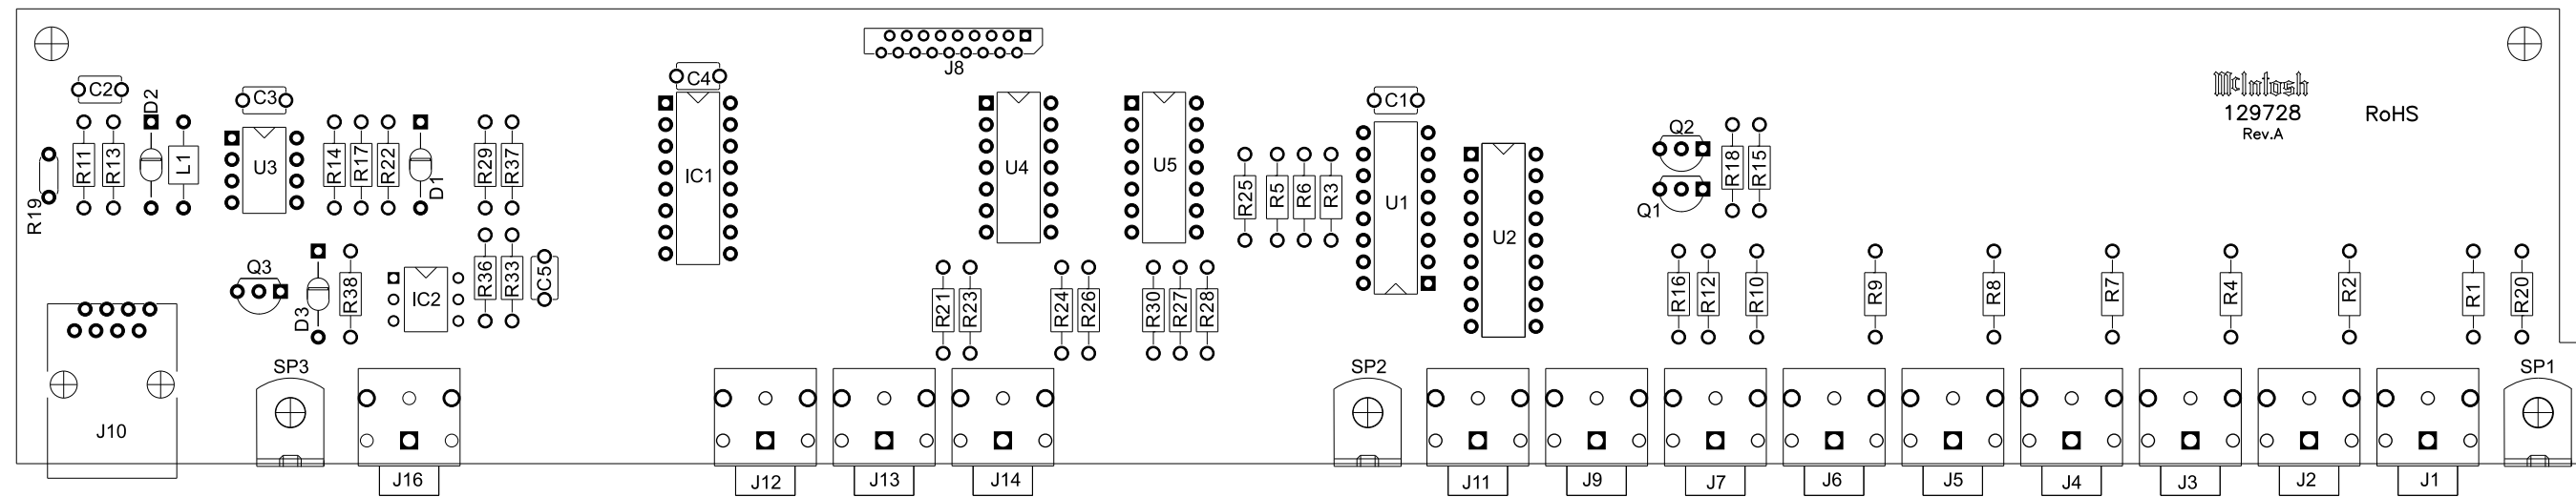 J8
C4
C2
D2
C3
C1
McIntosh
129728
Rev.A
RoHS
Q2
R11
R13
L1
U3
R14
R17
R22
D1
R29
R37
IC1
U4
U5
R25
R5
R6
R3
U1
U2
Q1
R18
R15
R19
Q3
D3
R38
IC2
R36
R33
C5
R21
R23
R24
R26
R30
R27
R28
R16
R12
R10
R9
R8
R7
R4
R2
R1
R20
SP3
SP2
SP1
J10
J16
J12
J13
J14
J11
J9
J7
J6
J5
J4
J3
J2
J1